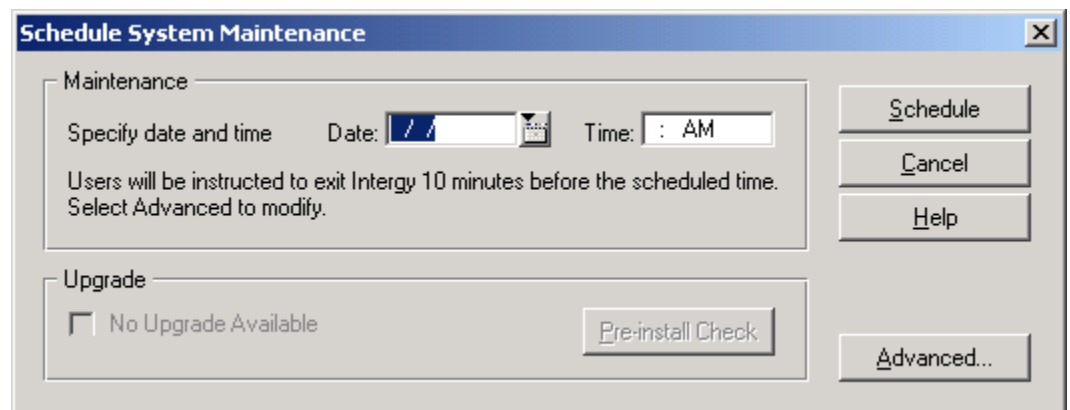 Schedule System Maintenance
Maintenance
Specify date and time Date: / / Time: : AM
Users will be instructed to exit Intergy 10 minutes before the scheduled time.
Select Advanced to modify.
Schedule
Cancel
Help
Upgrade
No Upgrade Available Pre-install Check
Advanced...